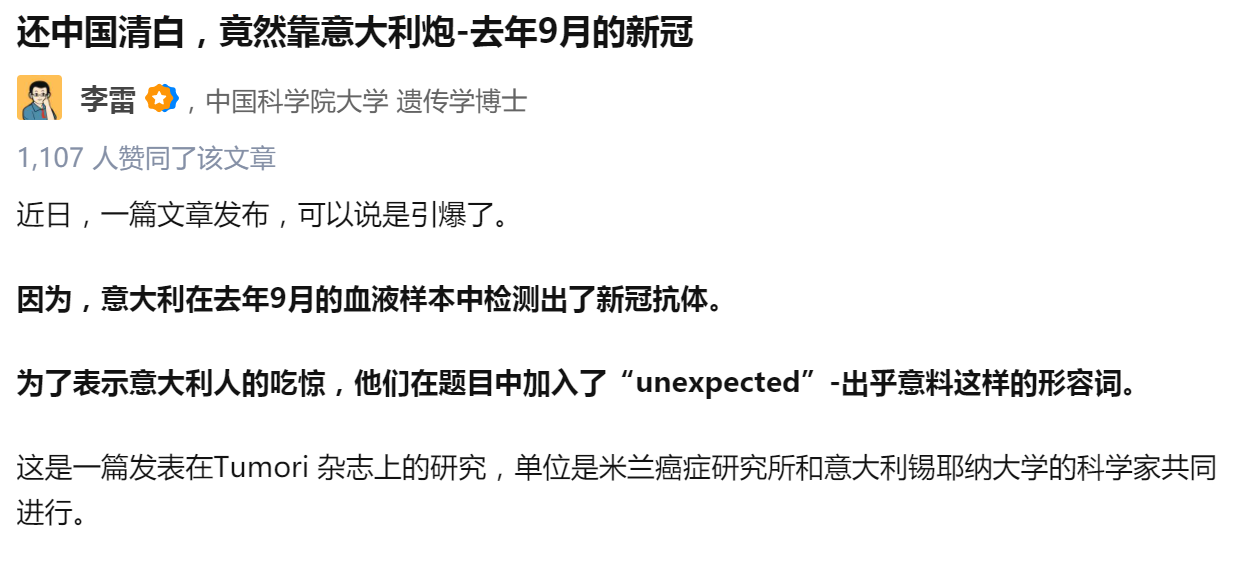 还中国清白，竟然靠意大利炮-去年9月的新冠
李雷 ，中国科学院大学 遗传学博士
1,107 人赞同了该文章
近日，一篇文章发布，可以说是引爆了。
因为，意大利在去年9月的血液样本中检测出了新冠抗体。
为了表示意大利人的吃惊，他们在题目中加入了“unexpected”-出乎意料这样的形容词。
这是一篇发表在Tumori 杂志上的研究，单位是米兰癌症研究所和意大利锡耶纳大学的科学家共同
进行。